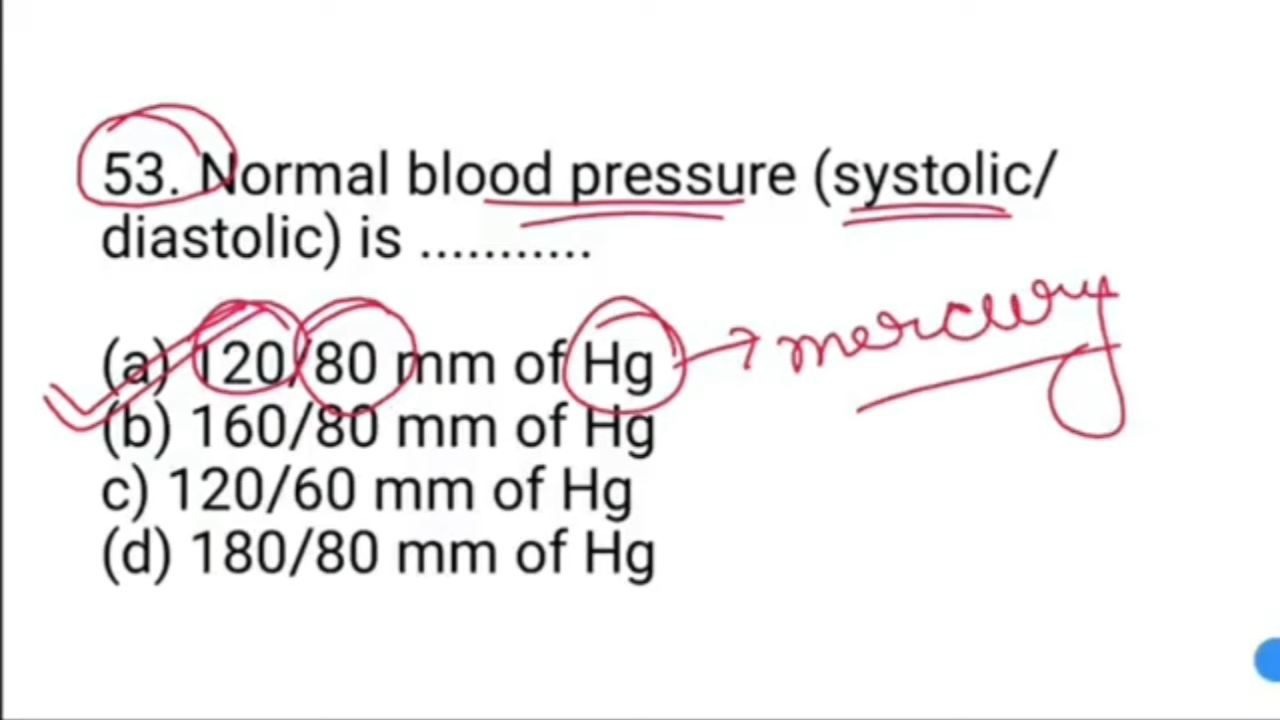 53. Normal blood pressure (systolic/
diastolic) is ...........
(a) 120/80 mm of Hg → mercury
(b) 160/80 mm of Hg
c) 120/60 mm of Hg
(d) 180/80 mm of Hg